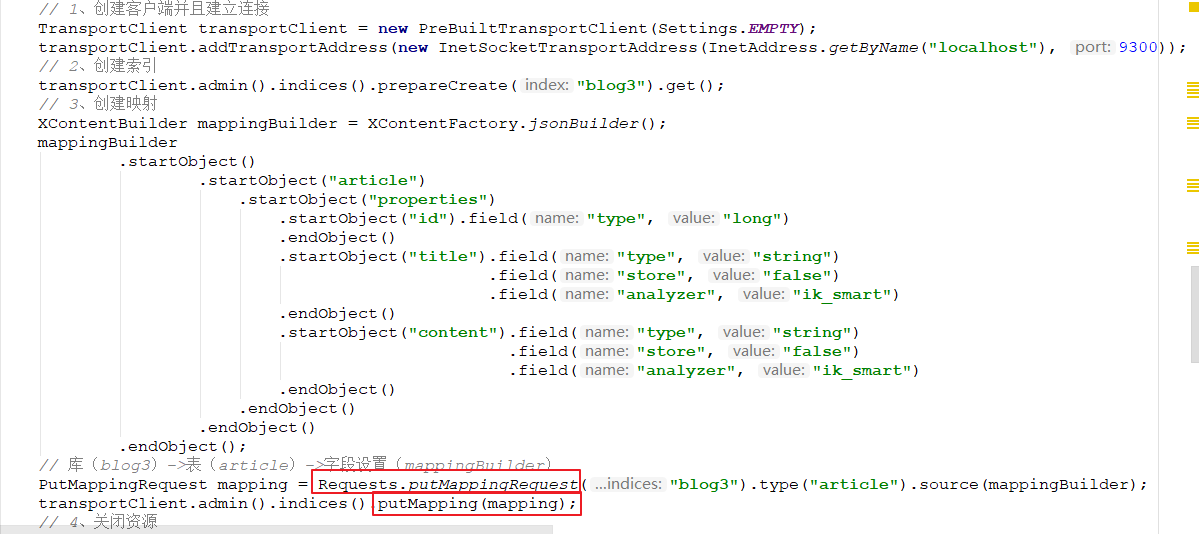 // 1、创建客户端并且建立连接
TransportClient transportClient = new PreBuiltTransportClient(Settings.EMPTY);
transportClient.addTransportAddress(new InetSocketTransportAddress(InetAddress.getByName("localhost"), port: 9300));
// 2、创建索引
transportClient.admin().indices().prepareCreate( index: "blog3").get();
// 3、创建映射
XContentBuilder mappingBuilder = XContentFactory.jsonBuilder();
mappingBuilder
.startObject()
.startObject("article")
.startObject("properties")
.startObject("id").field( name: "type", value: "long")
.endObject()
.startObject("title").field( name: "type", value: "string")
.field( name: "store", value: "false")
.field( name: "analyzer", value: "ik_smart")
.endObject()
.startObject("content").field( name: "type", value: "string")
.field( name: "store", value: "false")
.field( name: "analyzer", value: "ik_smart")
.endObject()
.endObject()
.endObject()
.endObject();
// 库（blog3）->表（article）->字段设置（mappingBuilder）
PutMappingRequest mapping = Requests.putMappingRequest( ...indices: "blog3").type("article").source(mappingBuilder);
transportClient.admin().indices().putMapping(mapping);
// 4、关闭资源